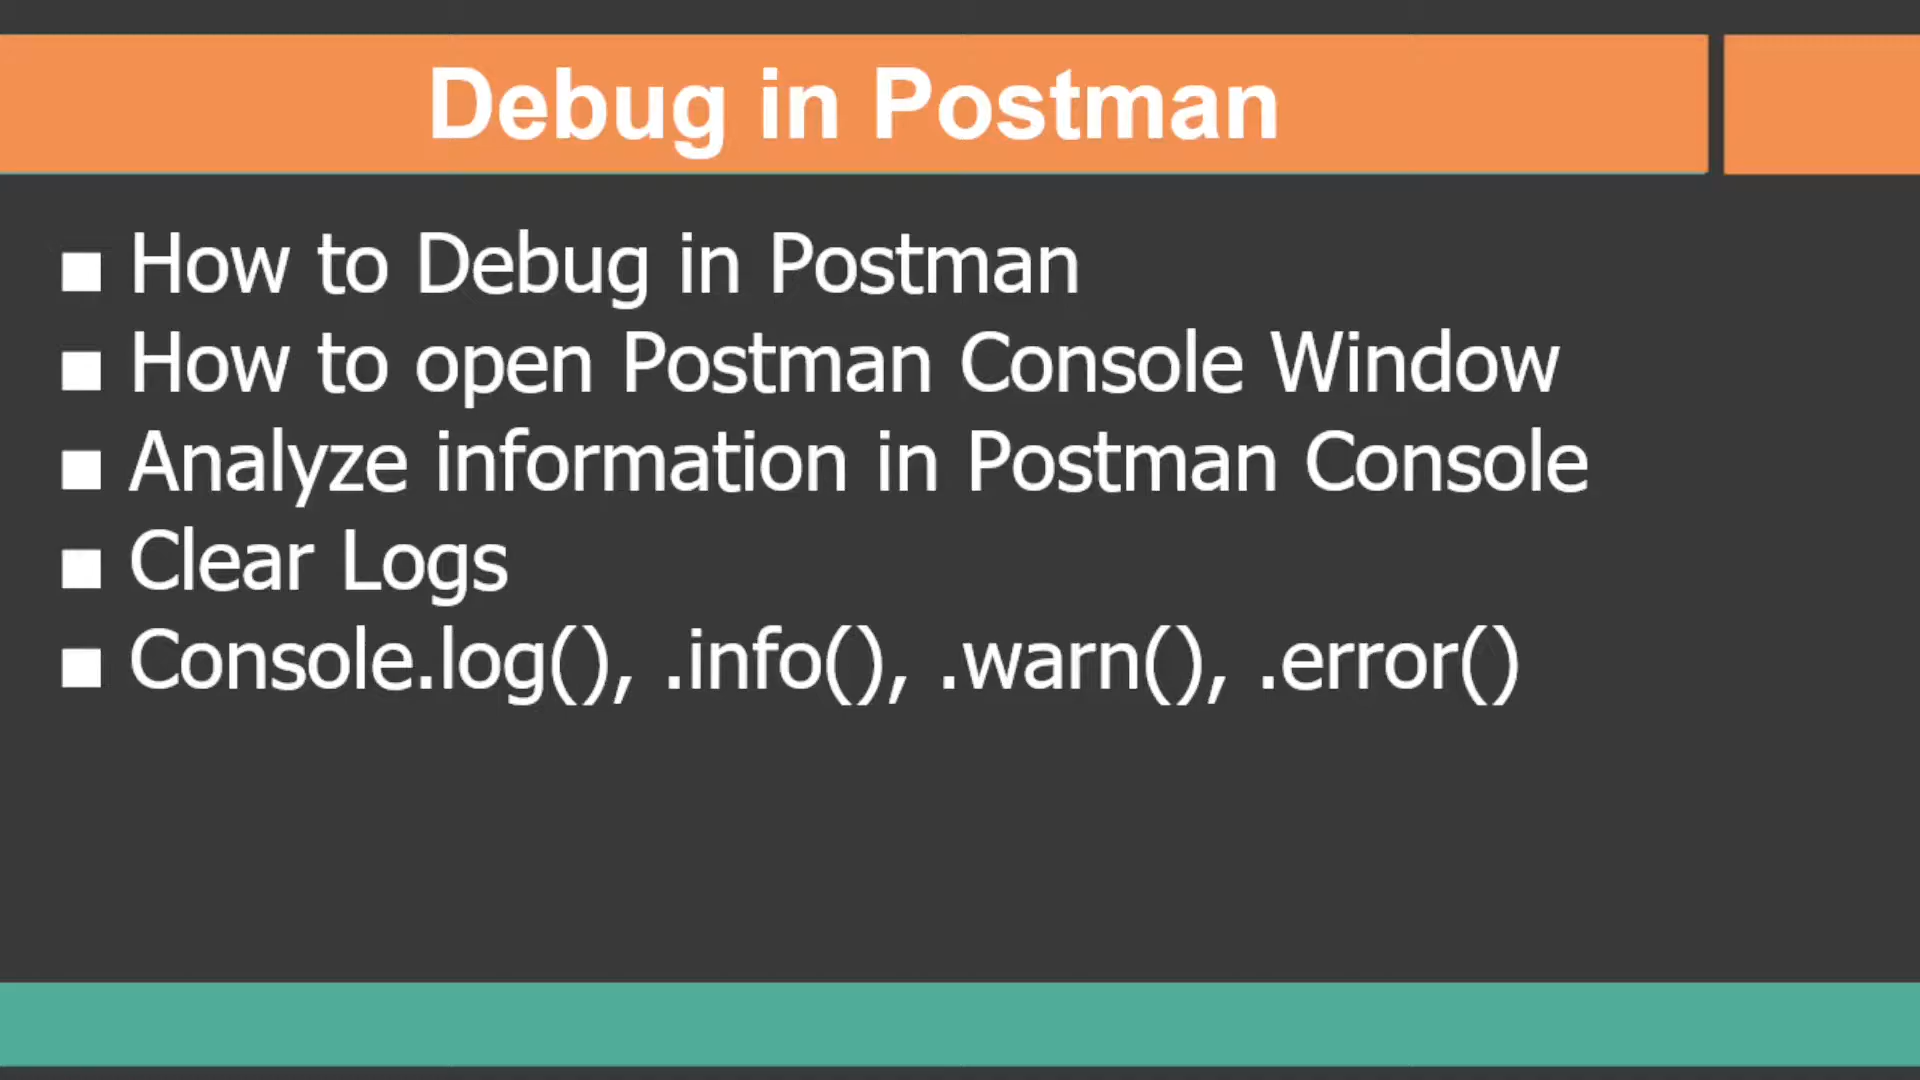 Debug in Postman
■ How to Debug in Postman
■ How to open Postman Console Window
■ Analyze information in Postman Console
■ Clear Logs
■ Console.log(), .info(), .warn(), .error()